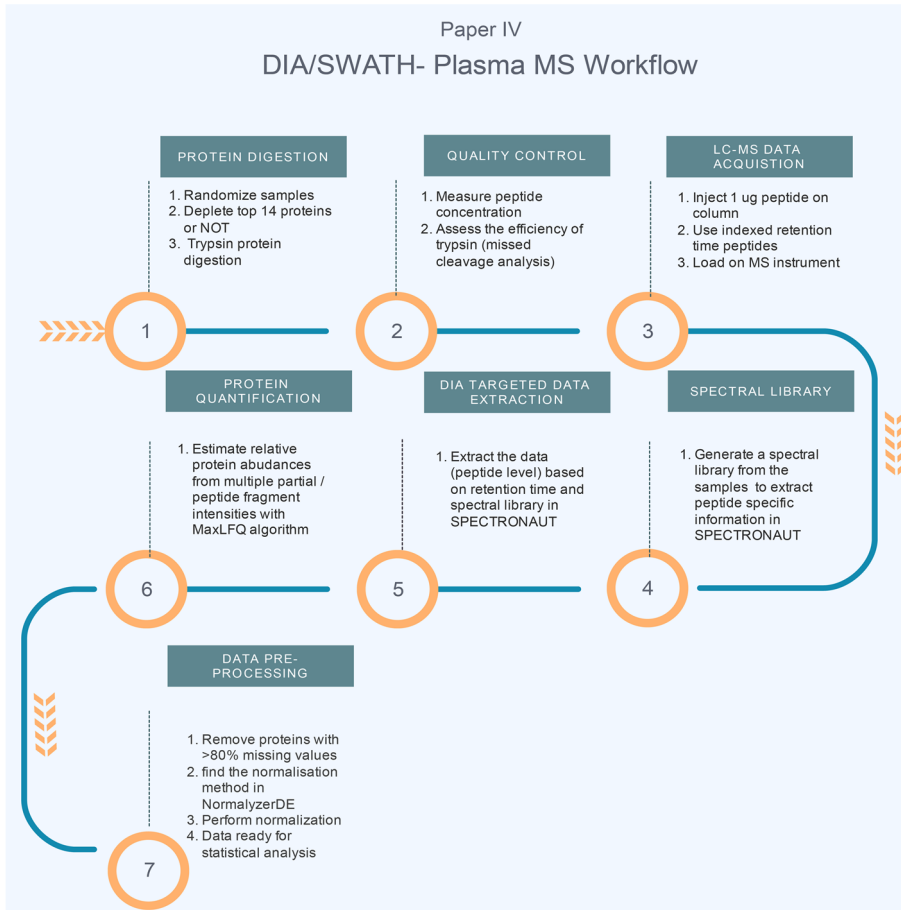 Paper IV
DIA/SWATH- Plasma MS Workflow
PROTEIN DIGESTION
1. Randomize samples
2. Deplete top 14 proteins
or NOT
3. Trypsin protein
digestion
1
QUALITY CONTROL
1. Measure peptide
concentration
2. Assess the efficiency of
trypsin (missed
cleavage analysis)
2
LC-MS DATA
ACQUISTION
1. Inject 1 ug peptide on
column
2. Use indexed retention
time peptides
3. Load on MS instrument
3
SPECTRAL LIBRARY
1. Generate a spectral
library from the
samples to extract
peptide specific
information in
SPECTRONAUT
4
DIA TARGETED DATA
EXTRACTION
1. Extract the data
(peptide level) based
on retention time and
spectral library in
SPECTRONAUT
5
PROTEIN
QUANTIFICATION
1. Estimate relative
protein abudances
from multiple partial /
peptide fragment
intensities with
MaxLFQ algorithm
6
DATA PRE-
PROCESSING
1. Remove proteins with
>80% missing values
2. find the normalisation
method in
NormalyzerDE
3. Perform normalization
4. Data ready for
statistical analysis
7